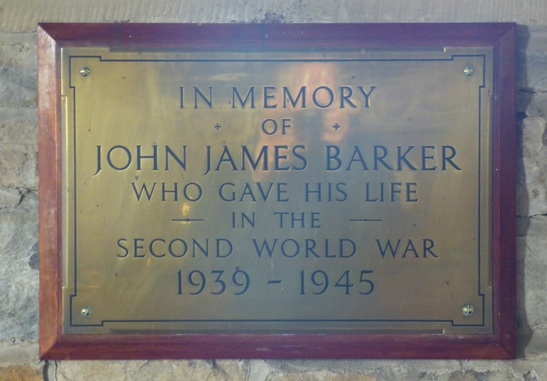 IN MEMORY
+ OF +
JOHN JAMES BARKER
WHO GAVE HIS LIFE
— IN THE —
SECOND WORLD WAR
1939 - 1945